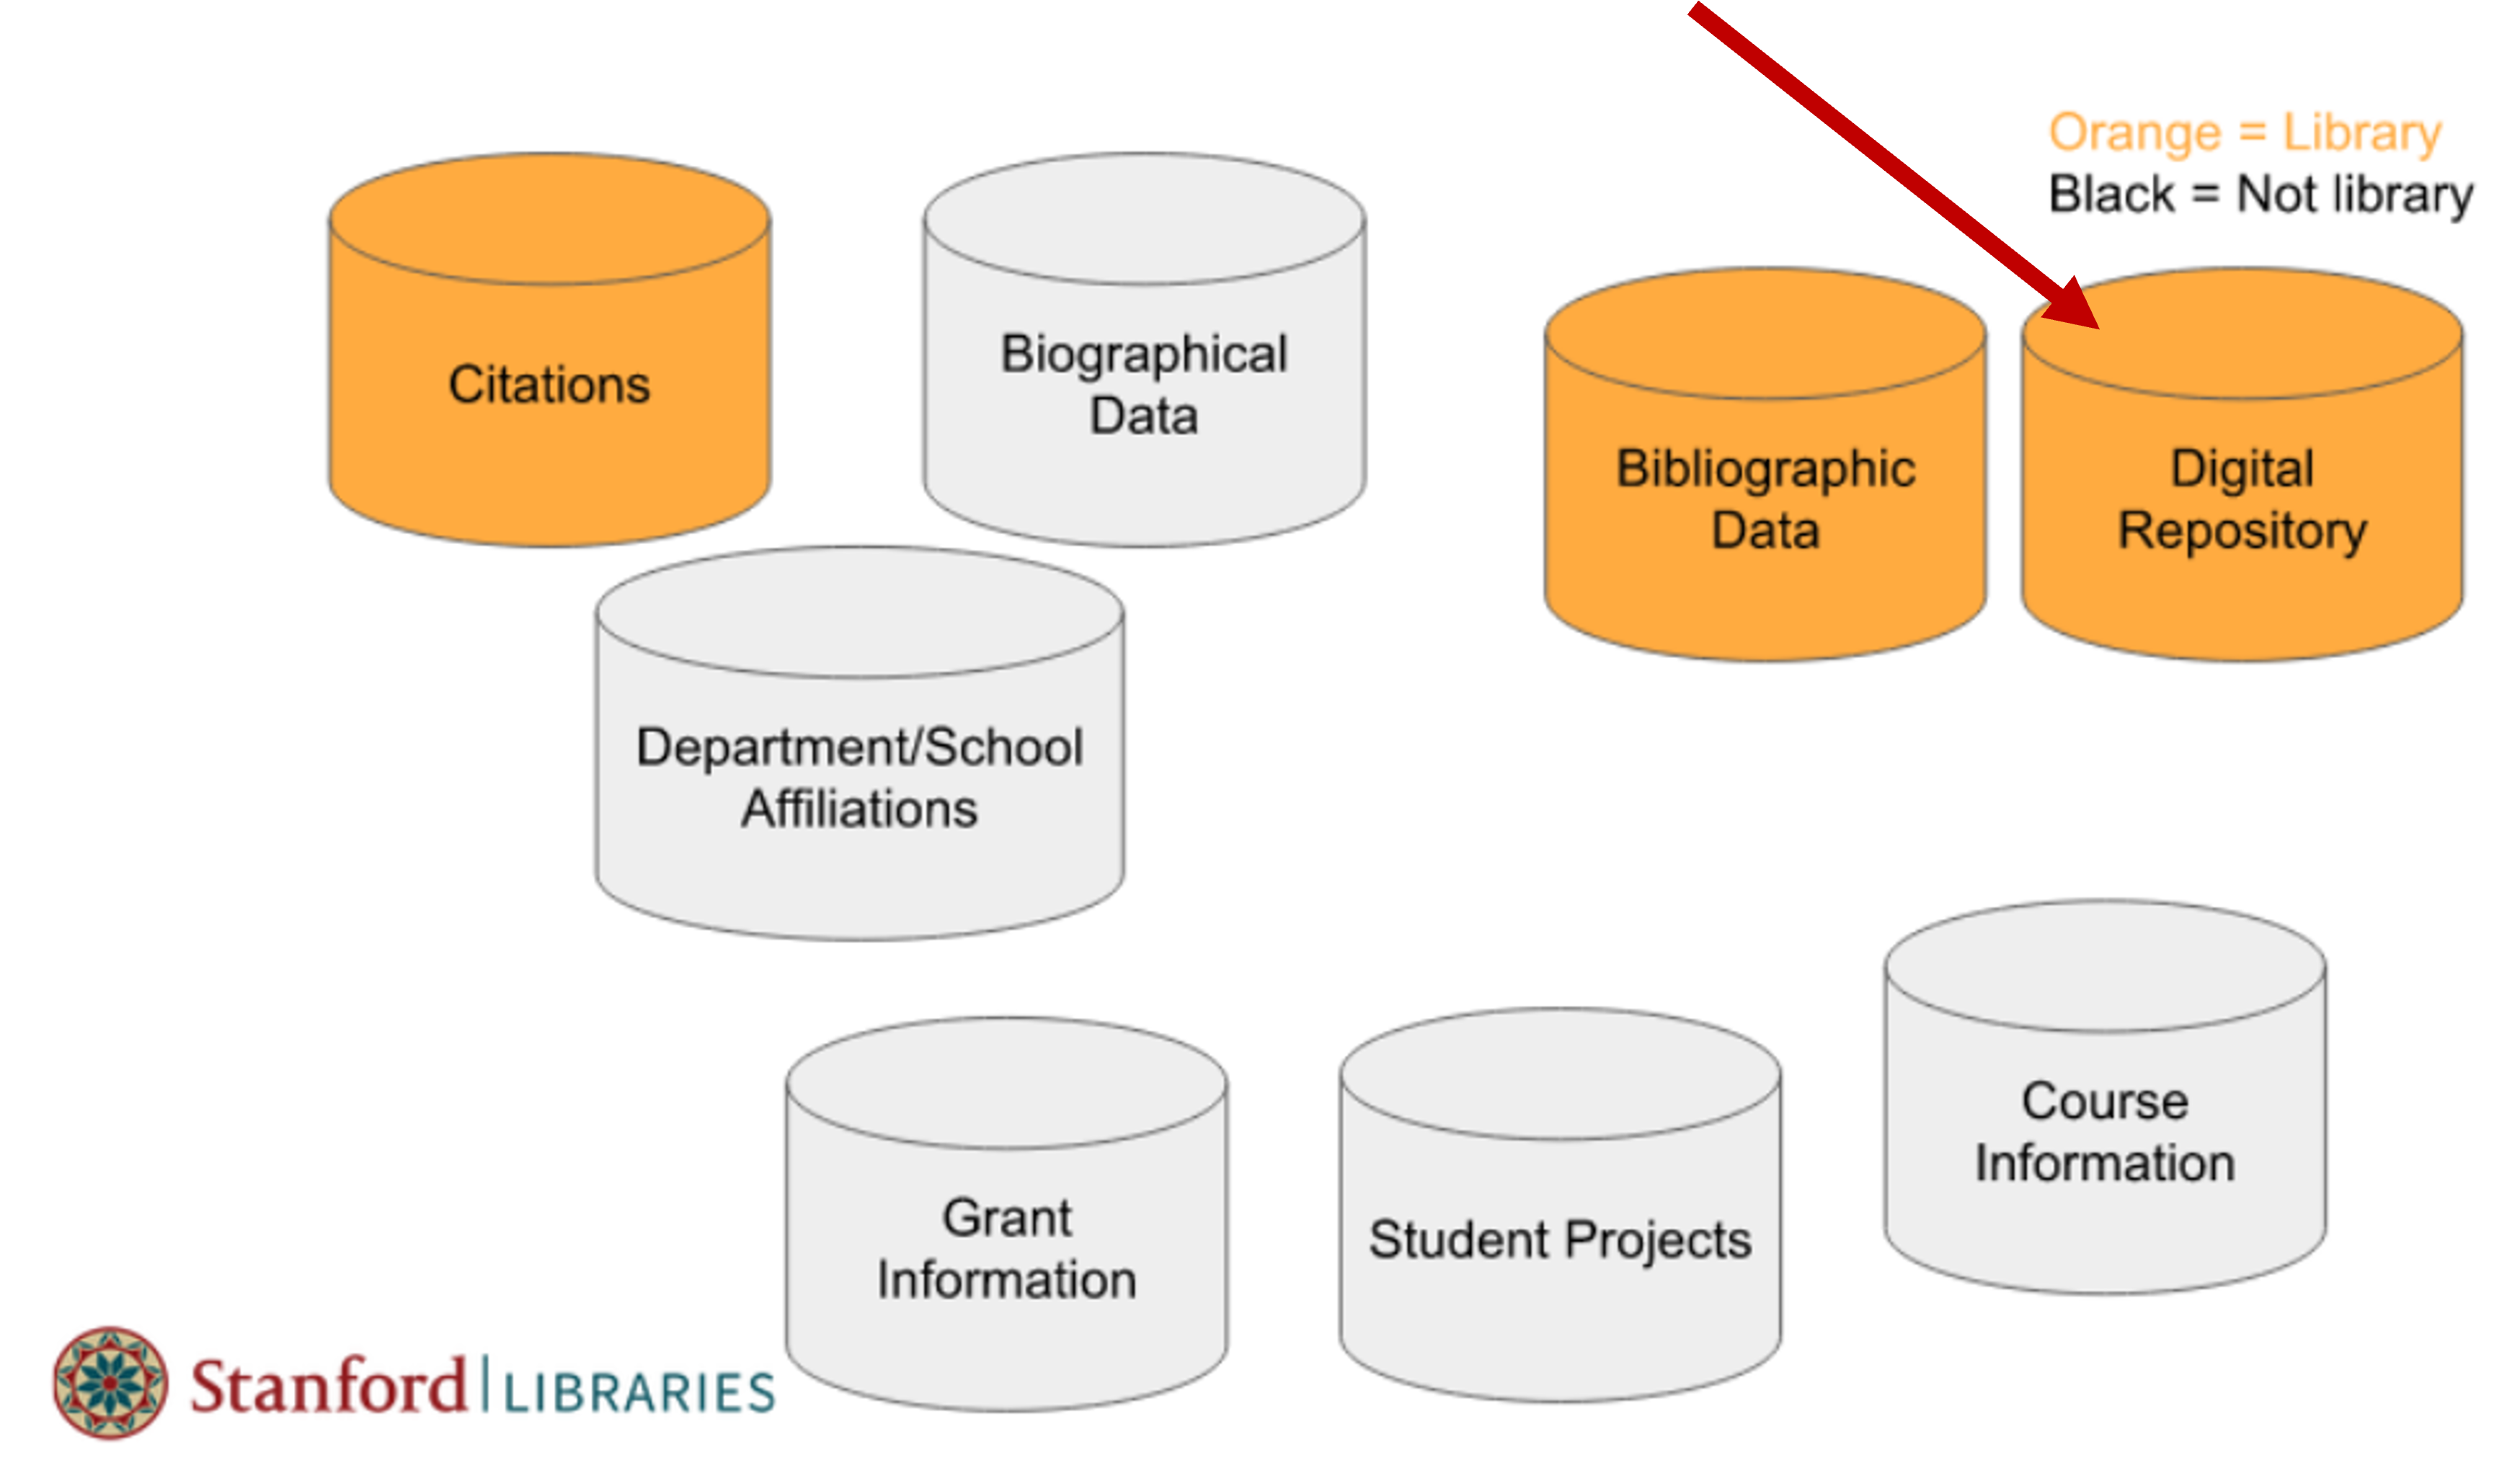 Orange = Library
Black = Not library
Citations
Biographical
Data
Bibliographic
Data
Digital
Repository
Department/School
Affiliations
Grant
Information
Student Projects
Course
Information
Stanford LIBRARIES